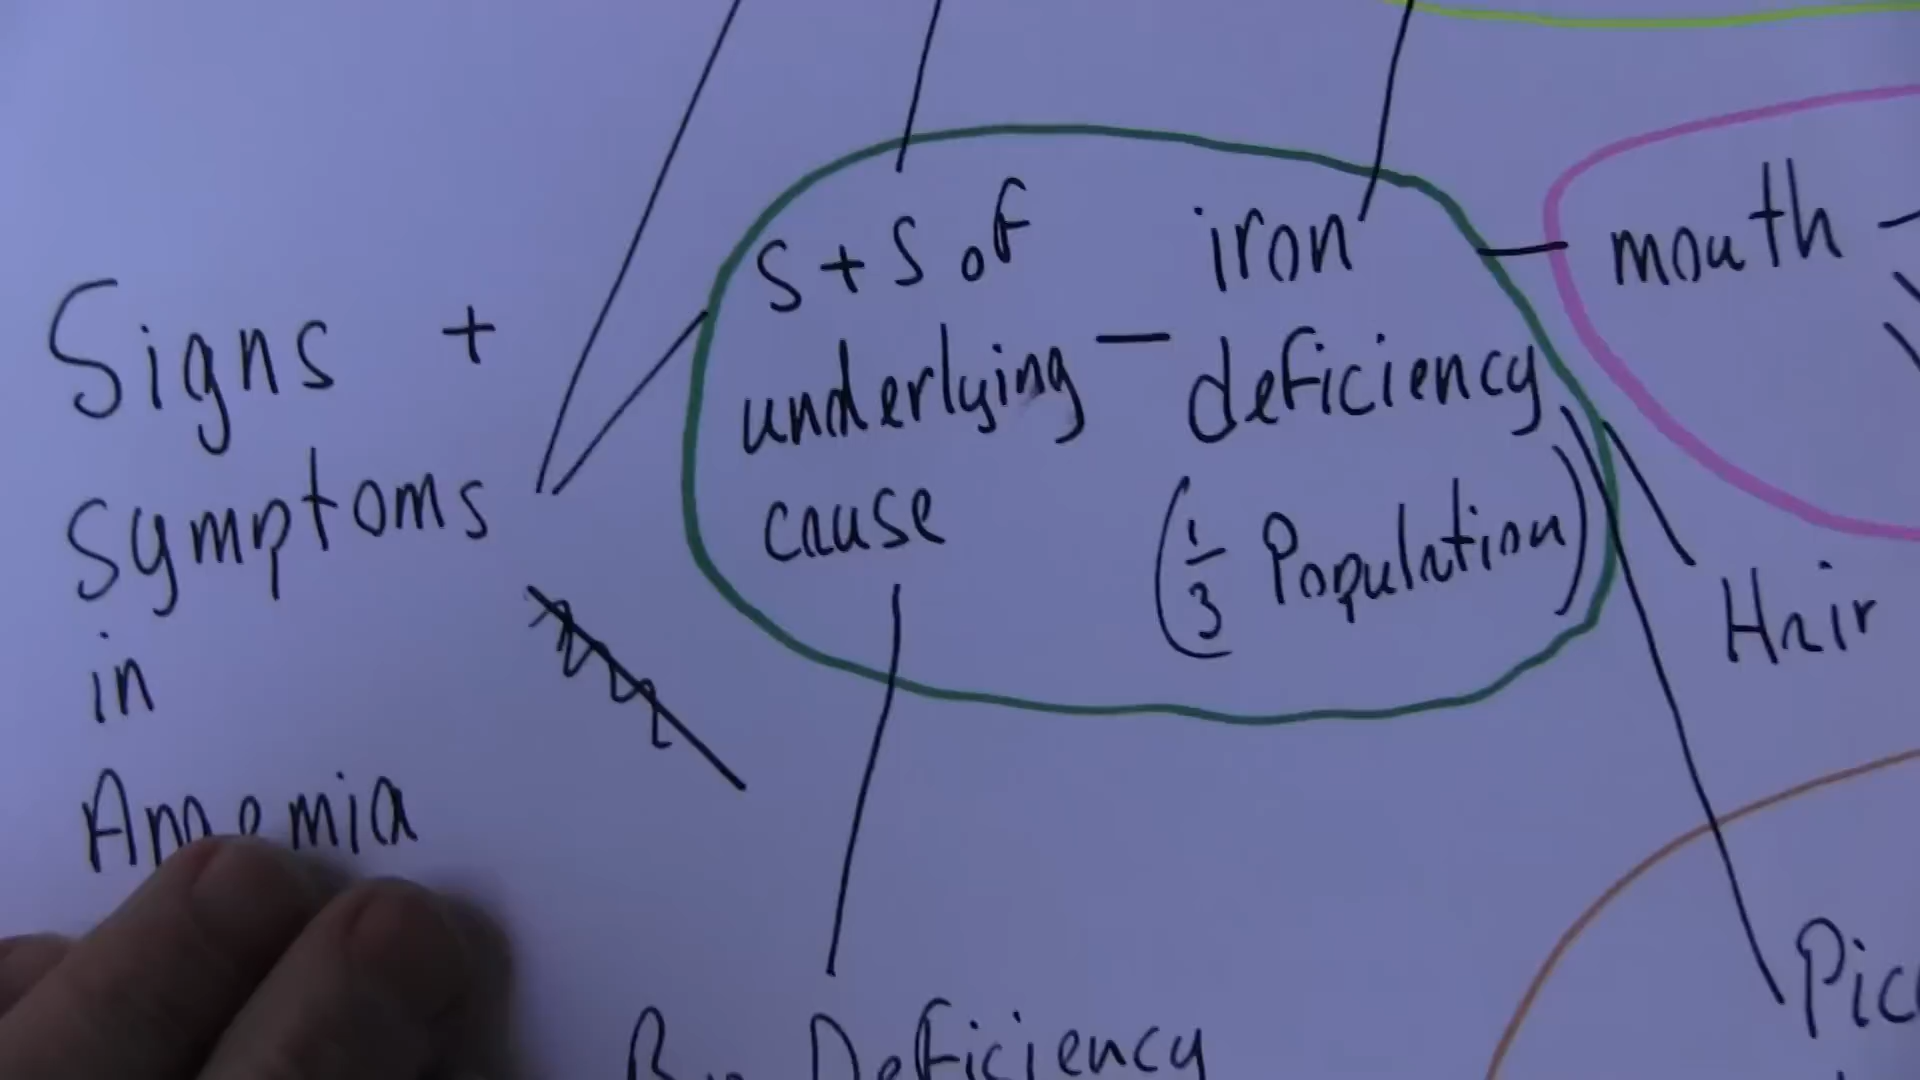 Signs +
Symptoms
in
Anaemia
S + S of
underlying —
cause
iron
deficiency
(1/3 Population)
mouth
Hair
Deficiency